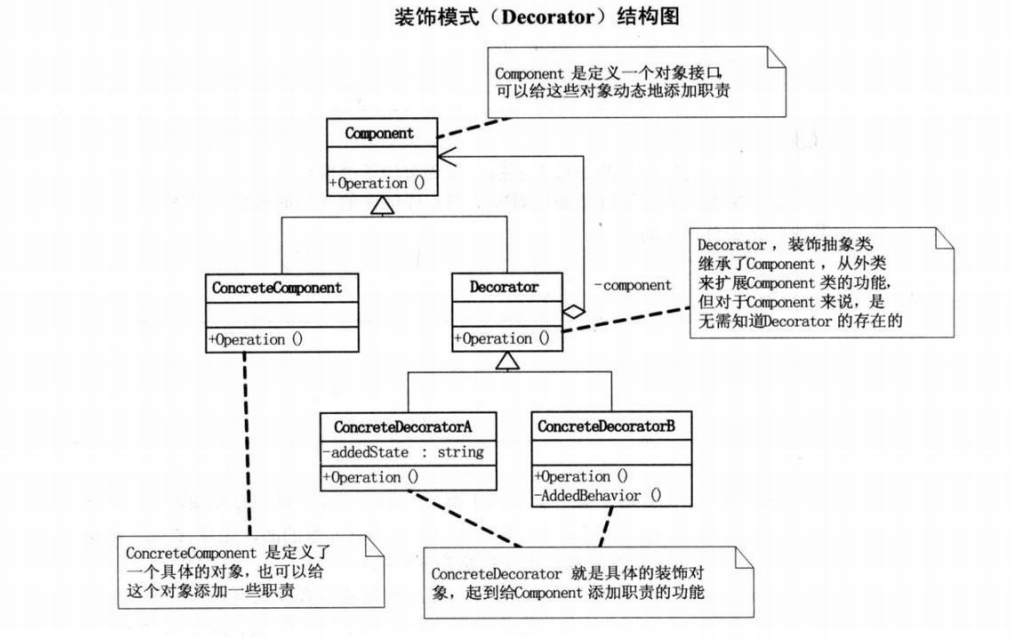 装饰模式（Decorator）结构图
Component 是定义一个对象接口，
可以给这些对象动态地添加职责
Component
+Operation ()
Decorator ，装饰抽象类，
继承了Component ，从外类
来扩展Component 类的功能，
但对于Component 来说，是
无需知道Decorator 的存在的
ConcreteComponent
+Operation ()
Decorator
+Operation ()
-component
ConcreteDecoratorA
-addedState : string
+Operation ()
ConcreteDecoratorB
+Operation ()
-AddedBehavior ()
ConcreteComponent 是定义了
一个具体的对象，也可以给
这个对象添加一些职责
ConcreteDecorator 就是具体的装饰对
象，起到给Component 添加职责的功能